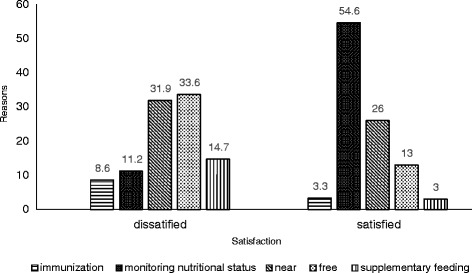 60
50
40
30
20
10
0
Reasons
8.6
11.2
31.9
33.6
14.7
3.3
54.6
26
13
3
dissatified
satisfied
Satisfaction
immunization
monitoring nutritional status
near
free
supplementary feeding